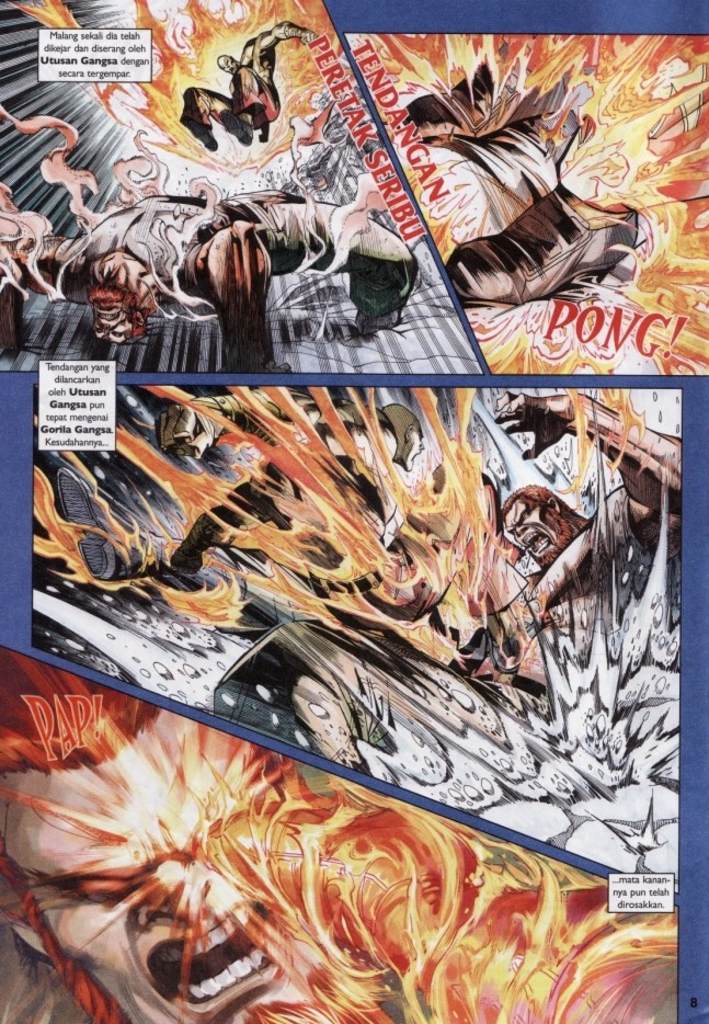 Malang sekali dia telah
dikejar dan diserang oleh
Utusan Gangsa dengan
secara tergempar.
TENDANGAN
PERETAK SERIBU
PONG!
Tendangan yang
dilancarkan
oleh Utusan
Gangsa pun
tepat mengenai
Gorila Gangsa.
Kesudahannya...
PAP!
...mata kanan-
nya pun telah
dirosakkan.
8